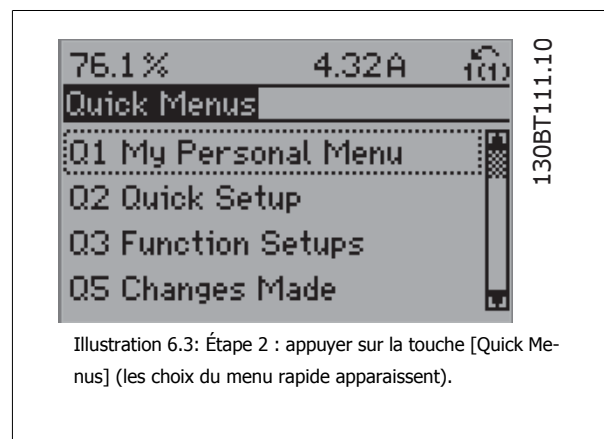 76.1% 4.32A 1(1)
Quick Menus
Q1 My Personal Menu
Q2 Quick Setup
Q3 Function Setups
Q5 Changes Made
130BT111.10
Illustration 6.3: Étape 2 : appuyer sur la touche [Quick Me-
nus] (les choix du menu rapide apparaissent).